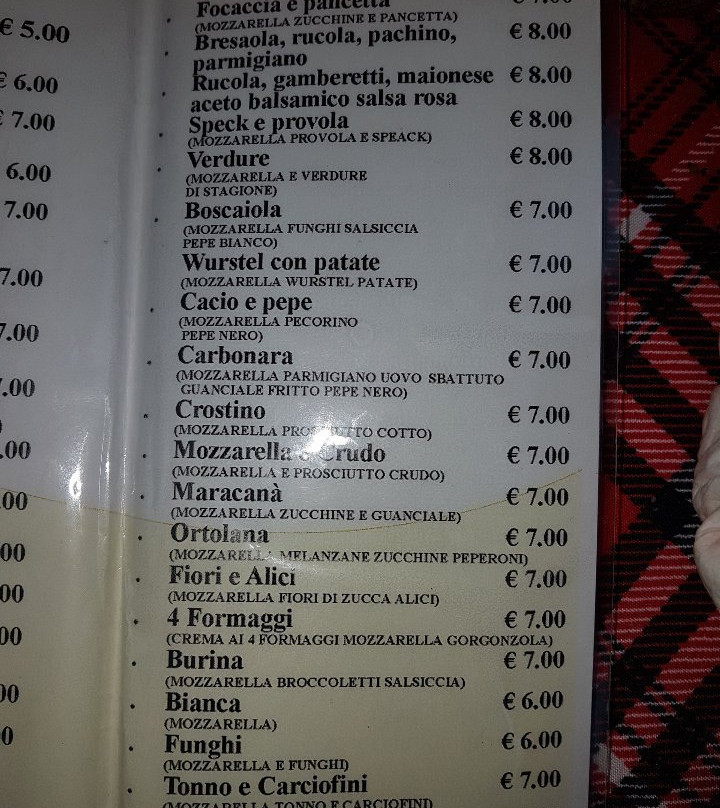 Focaccia e pancetta
(MOZZARELLA ZUCCHINE E PANCETTA)
Bresaola, rucola, pachino, € 8.00
parmigiano
Rucola, gamberetti, maionese € 8.00
aceto balsamico salsa rosa
Speck e provola € 8.00
(MOZZARELLA PROVOLA E SPEACK)
Verdure € 8.00
(MOZZARELLA E VERDURE
DI STAGIONE)
Boscaiola € 7.00
(MOZZARELLA FUNGHI SALSICCIA
PEPE BIANCO)
Wurstel con patate € 7.00
(MOZZARELLA WURSTEL PATATE)
Cacio e pepe € 7.00
(MOZZARELLA PECORINO
PEPE NERO)
Carbonara € 7.00
(MOZZARELLA PARMIGIANO UOVO SBATTUTO
GUANCIALE FRITTO PEPE NERO)
Crostino € 7.00
(MOZZARELLA PROSCIUTTO COTTO)
Mozzarella e Crudo € 7.00
(MOZZARELLA E PROSCIUTTO CRUDO)
Maracanà € 7.00
(MOZZARELLA ZUCCHINE E GUANCIALE)
Ortolana € 7.00
(MOZZARELLA MELANZANE ZUCCHINE PEPERONI)
Fiori e Alici € 7.00
(MOZZARELLA FIORI DI ZUCCA ALICI)
4 Formaggi € 7.00
(CREMA AI 4 FORMAGGI MOZZARELLA GORGONZOLA)
Burina € 7.00
(MOZZARELLA BROCCOLETTI SALSICCIA)
Bianca € 6.00
(MOZZARELLA)
Funghi € 6.00
(MOZZARELLA E FUNGHI)
Tonno e Carciofini € 7.00
(MOZZARELLA TONNO E CARCIOFINI)
€ 5.00
€ 6.00
€ 7.00
6.00
7.00
7.00
7.00
.00
.00
.00
00
00
00
00
0